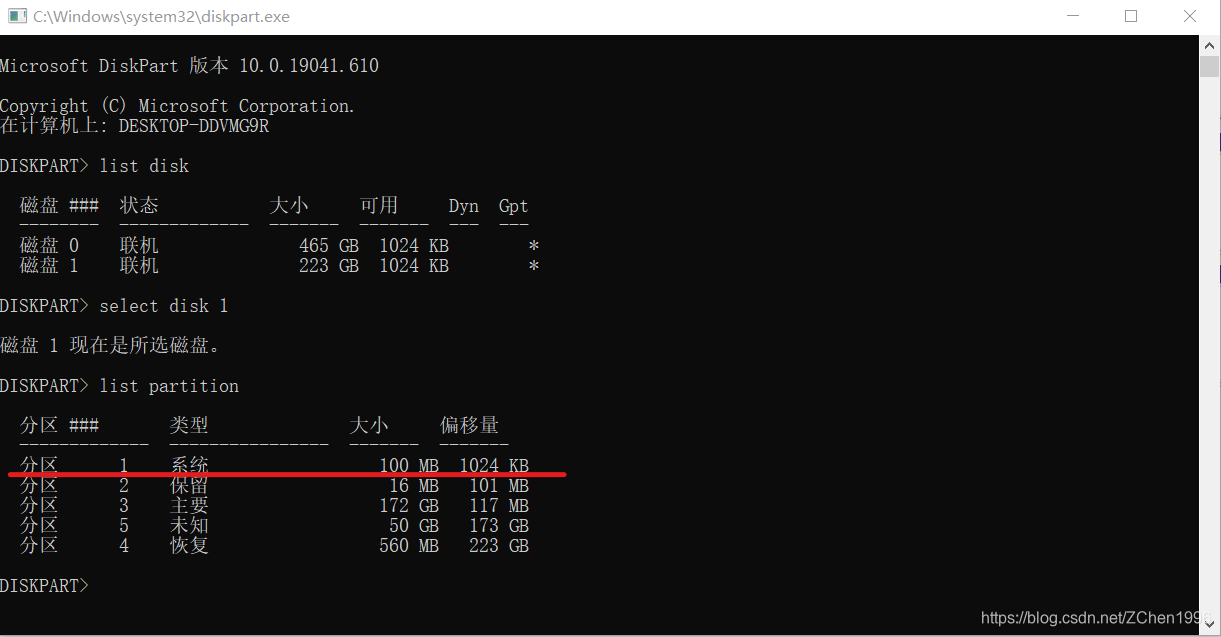 C:\Windows\system32\diskpart.exe
Microsoft DiskPart 版本 10.0.19041.610
Copyright (C) Microsoft Corporation.
在计算机上: DESKTOP-DDVMG9R
DISKPART> list disk
磁盘 ### 状态 大小 可用 Dyn Gpt
-------- ------------- ------- ------- --- ---
磁盘 0 联机 465 GB 1024 KB *
磁盘 1 联机 223 GB 1024 KB *
DISKPART> select disk 1
磁盘 1 现在是所选磁盘。
DISKPART> list partition
分区 ### 类型 大小 偏移量
------------- ---------------- ------- -------
分区 1 系统 100 MB 1024 KB
分区 2 保留 16 MB 101 MB
分区 3 主要 172 GB 117 MB
分区 5 未知 50 GB 173 GB
分区 4 恢复 560 MB 223 GB
DISKPART>